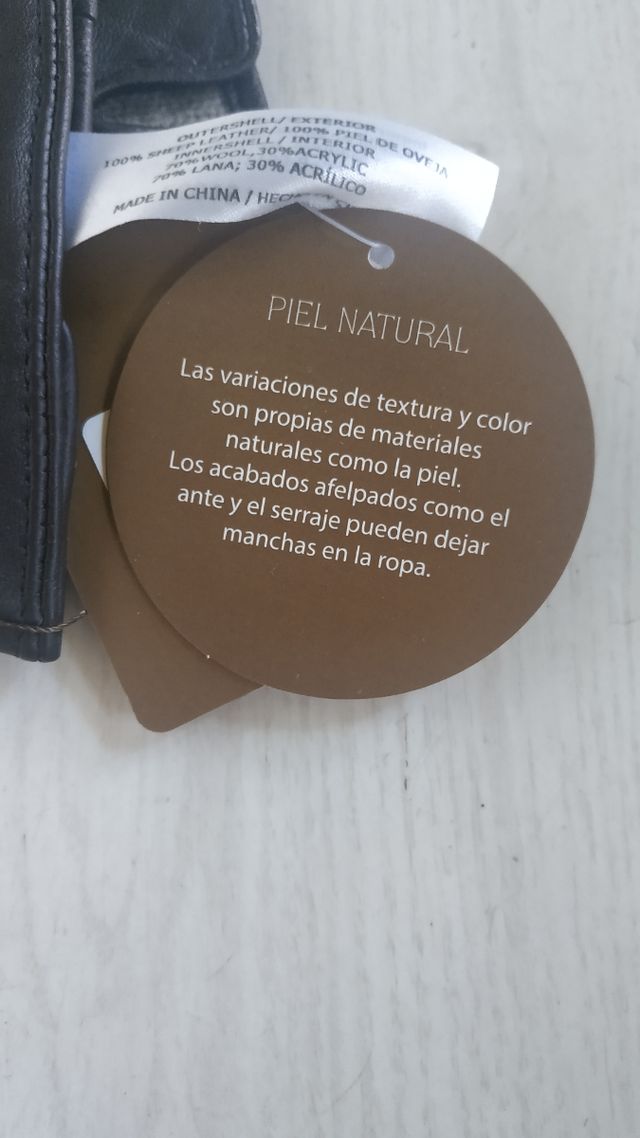 OUTERSHELL/ EXTERIOR
100% SHEEP LEATHER/ 100% PIEL DE OVEJA
INNERSHELL / INTERIOR
70%WOOL,30%ACRYLIC
70% LANA; 30% ACRÍLICO
MADE IN CHINA /
PIEL NATURAL
Las variaciones de textura y color
son propias de materiales
naturales como la piel.
Los acabados afelpados como el
ante y el serraje pueden dejar
manchas en la ropa.